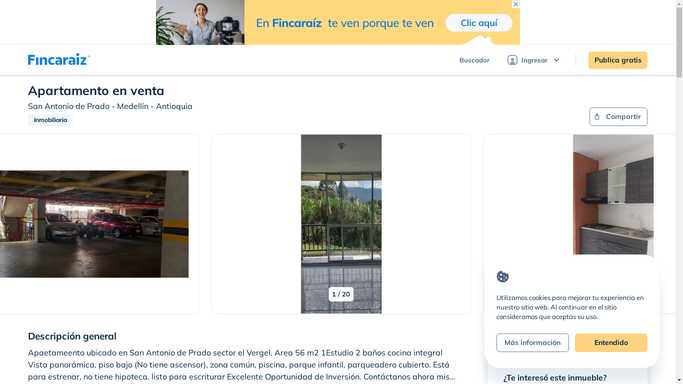 En Fincaraíz te ven porque te ven
Clic aquí
Fincaraiz
Buscador
Ingresar
Publica gratis
Apartamento en venta
San Antonio de Prado - Medellín - Antioquia
Inmobiliaria
Compartir
1 / 20
Utilizamos cookies para mejorar tu experiencia en
nuestro sitio web. Al continuar en el sitio
consideramos que aceptas su uso.
Más información
Entendido
Descripción general
Apaetamento ubicado en San Antonio de Prado sector el Vergel. Area 56 m2 1Estudio 2 baños cocina integral
Vista panorámica, piso bajo (No tiene ascensor), zona común, piscina, parque infantil, parqueadero cubierto. Está
para estrenar, no tiene hipoteca, listo para escriturar Excelente Oportunidad de Inversión. Contáctanos ahora mis...
¿Te interesó este inmueble?